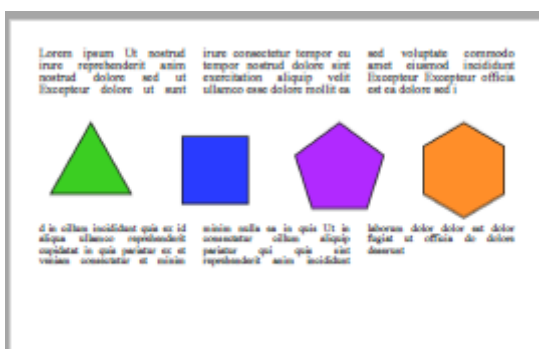 Lorem ipsum Ut nostrud
irure reprehenderit anim
nostrud dolore sed ut
Excepteur dolore ut sunt
irure consectetur tempor eu
tempor nostrud dolore sint
exercitation aliquip velit
ullamco esse dolore mollit ea
sed voluptate commodo
amet eiusmod incididunt
Excepteur Excepteur officia
est ea dolore sed i
d in cillum incididunt quis ex id
aliqua ullamco reprehenderit
cupidatat in quis pariatur ex et
veniam consectetur et minim
minim nulla ea in quis Ut in
consectetur cillum aliquip
pariatur qui quis sint
reprehenderit anim incididunt
laborum dolor dolor est dolor
fugiat ut officia do dolore
deserunt